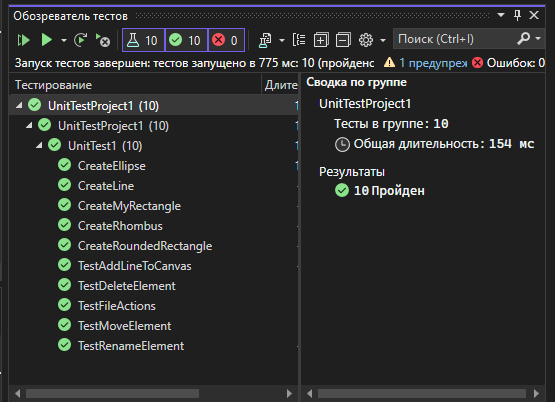 Обозреватель тестов
10 10 0 Поиск (Ctrl+I)
Запуск тестов завершен: тестов запущено в 775 мс: 10 (пройдено 1 предупреж Ошибок: 0
Тестирование Длите
UnitTestProject1 (10) 1
UnitTestProject1 (10) 1
UnitTest1 (10) 1
CreateEllipse 1
CreateLine
CreateMyRectangle
CreateRhombus
CreateRoundedRectangle
TestAddLineToCanvas
TestDeleteElement
TestFileActions
TestMoveElement
TestRenameElement
Сводка по группе
UnitTestProject1
Тесты в группе: 10
Общая длительность: 154 мс
Результаты
10 Пройден